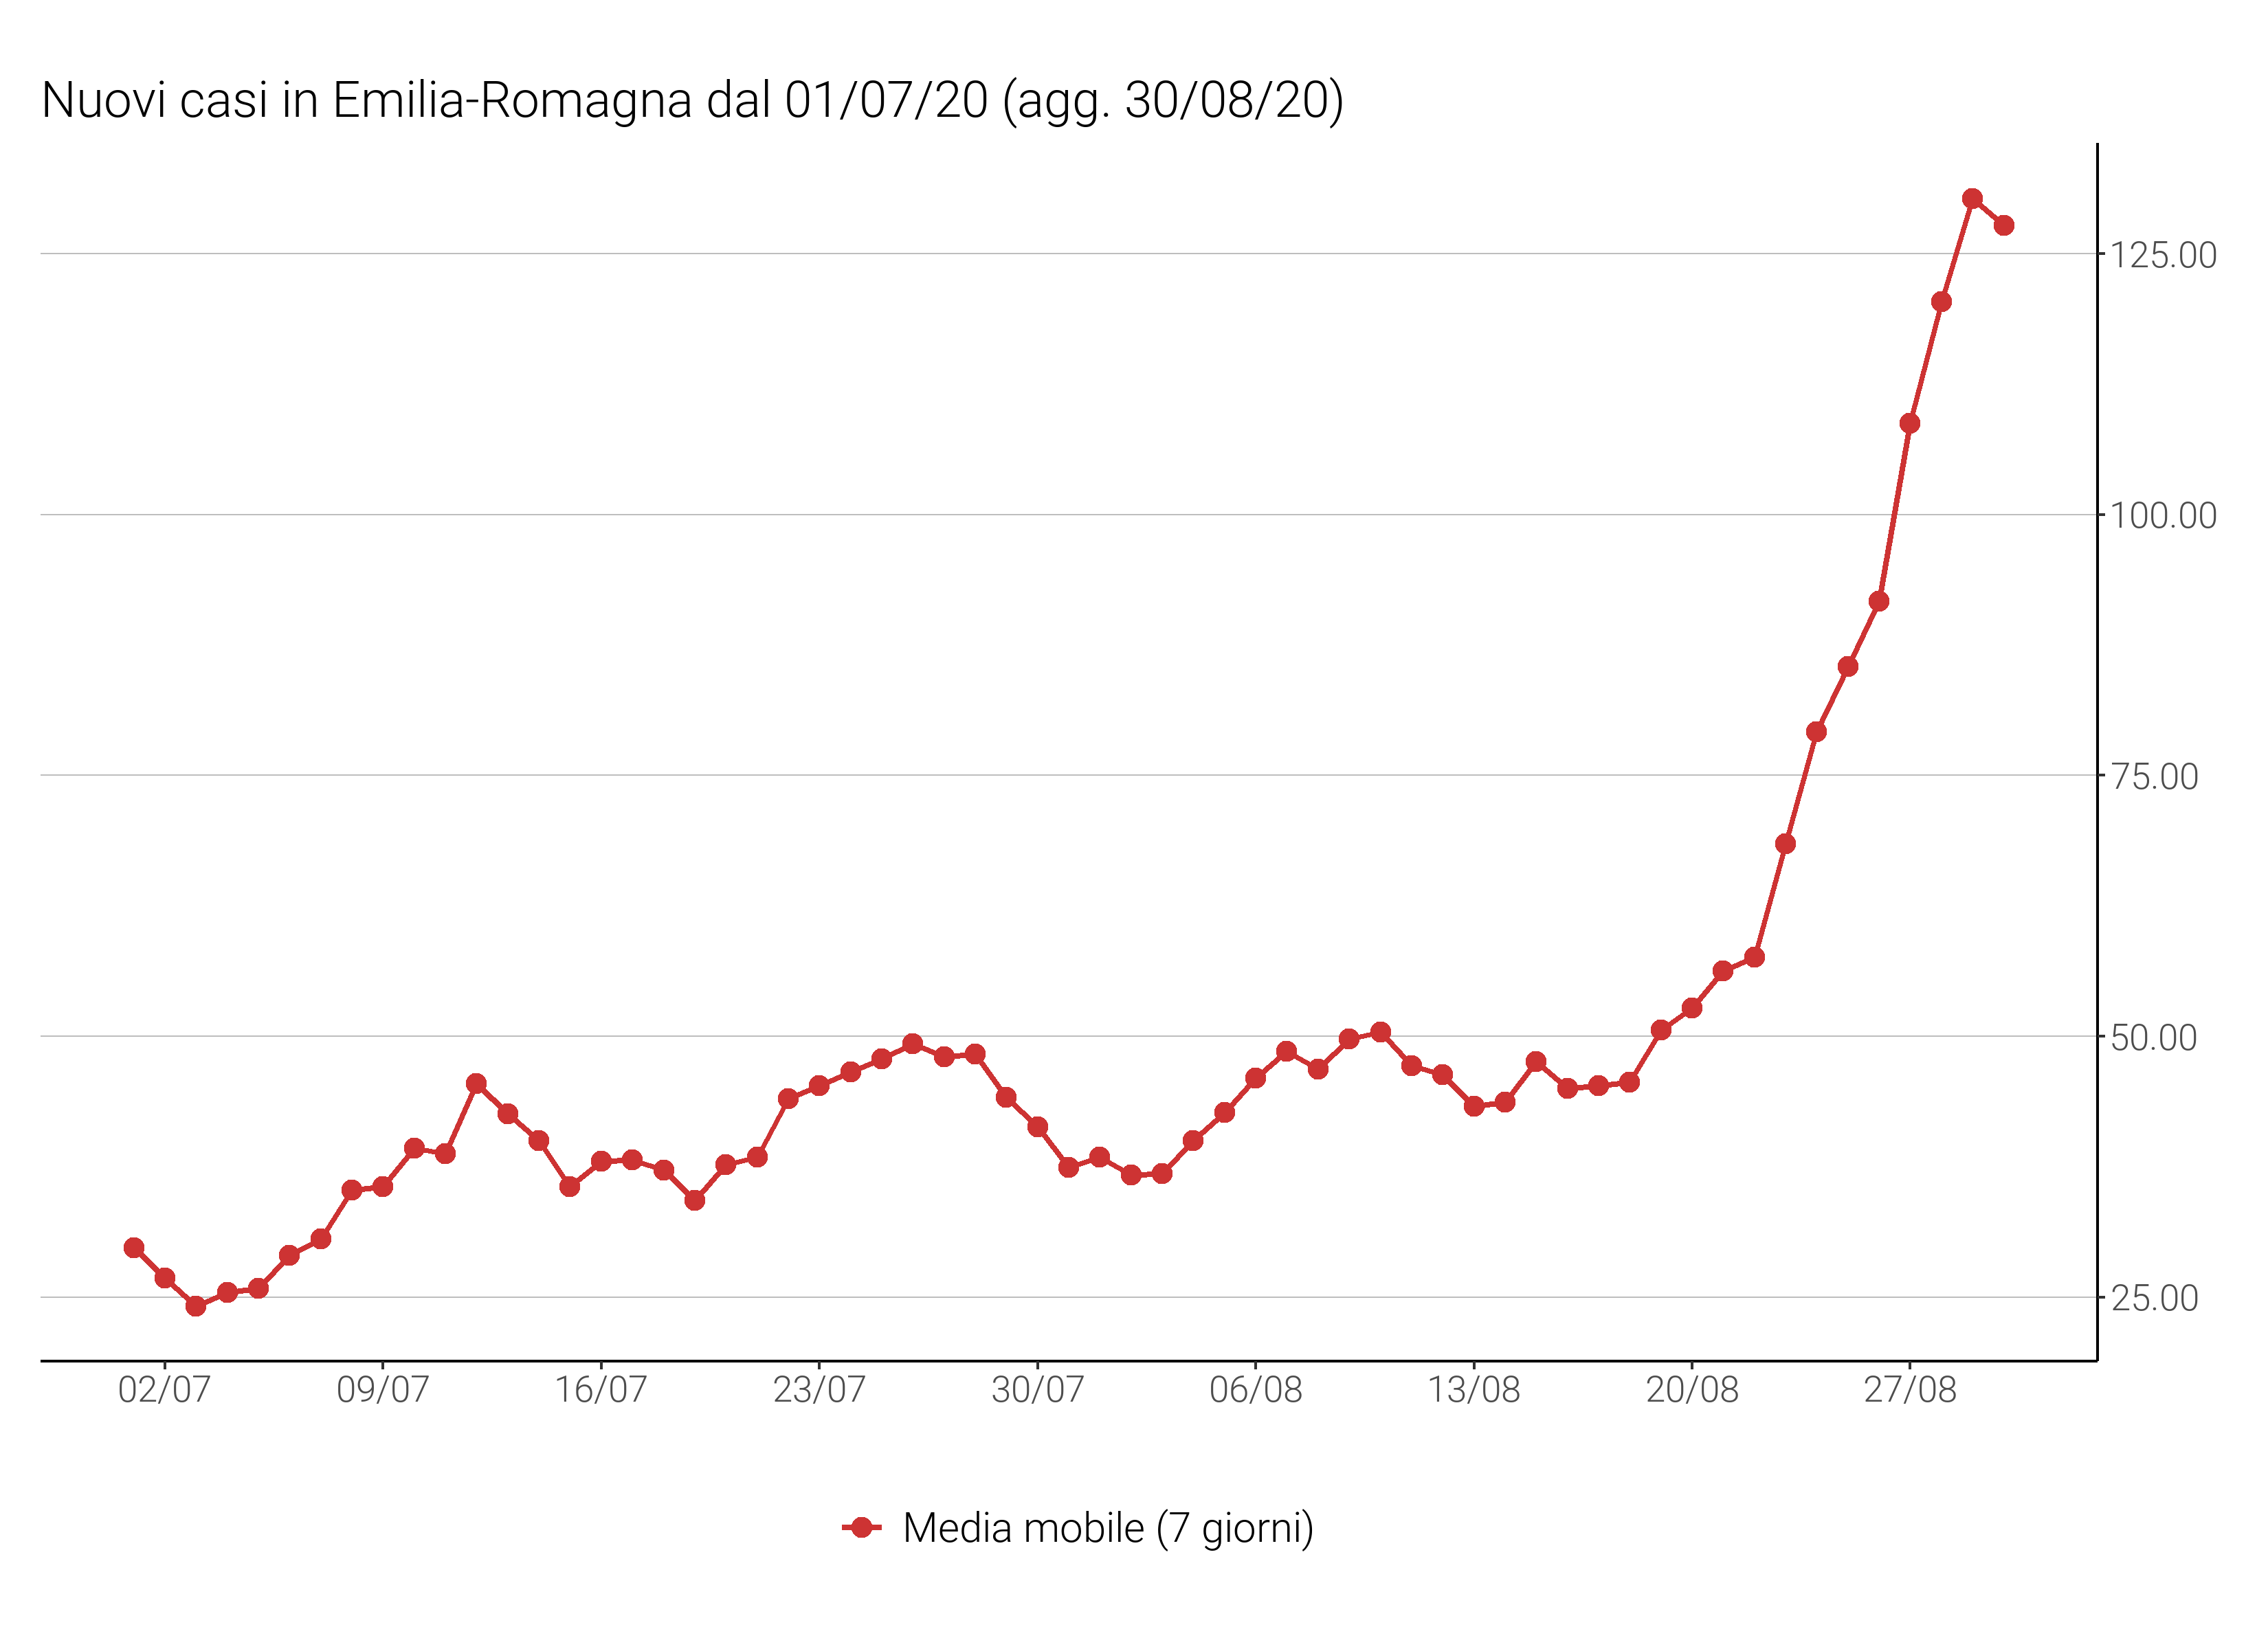 Nuovi casi in Emilia-Romagna dal 01/07/20 (agg. 30/08/20)
125.00
100.00
75.00
50.00
25.00
02/07 09/07 16/07 23/07 30/07 06/08 13/08 20/08 27/08
Media mobile (7 giorni)